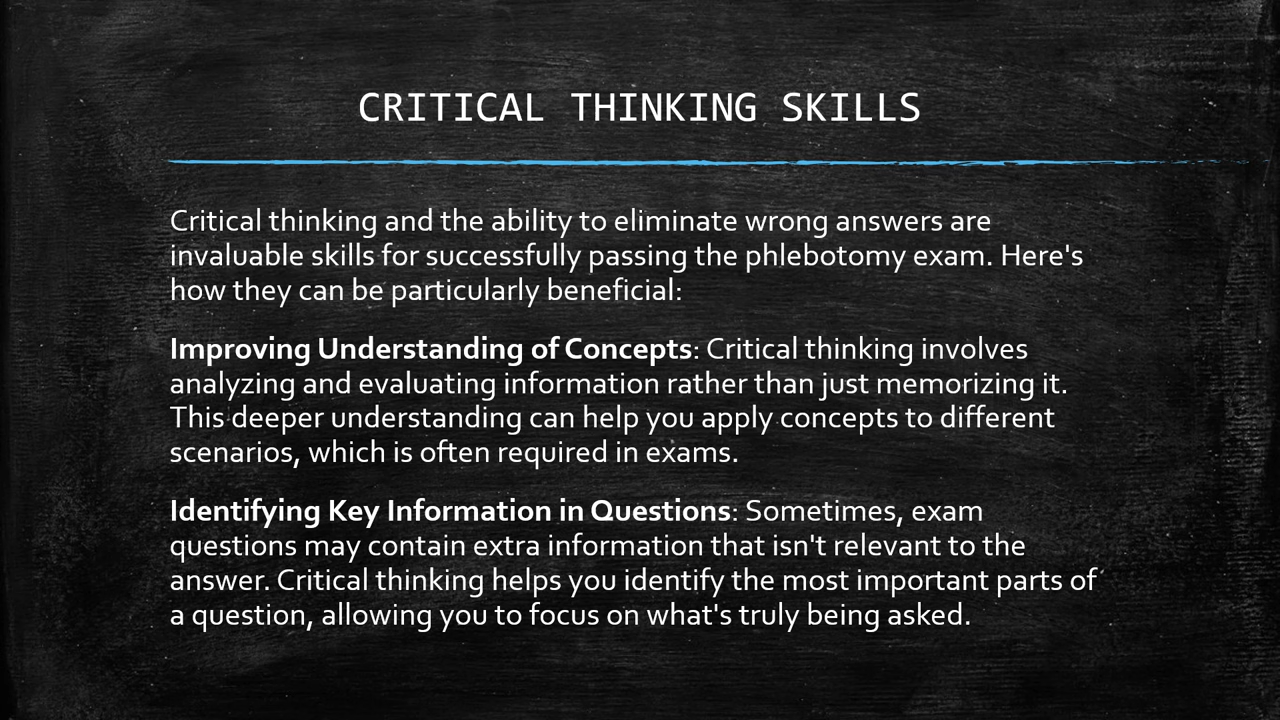 CRITICAL THINKING SKILLS
Critical thinking and the ability to eliminate wrong answers are
invaluable skills for successfully passing the phlebotomy exam. Here's
how they can be particularly beneficial:
Improving Understanding of Concepts: Critical thinking involves
analyzing and evaluating information rather than just memorizing it.
This deeper understanding can help you apply concepts to different
scenarios, which is often required in exams.
Identifying Key Information in Questions: Sometimes, exam
questions may contain extra information that isn't relevant to the
answer. Critical thinking helps you identify the most important parts of
a question, allowing you to focus on what's truly being asked.